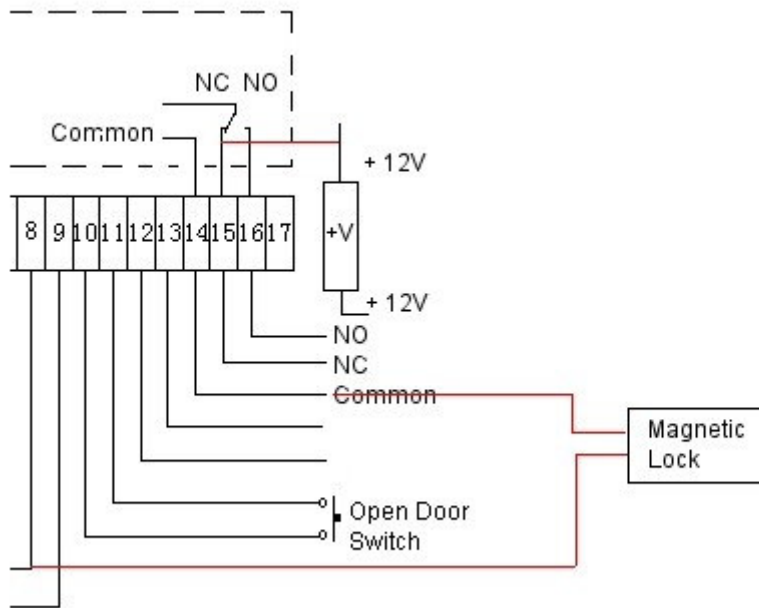 NC NO
Common
+ 12V
8 9 10 11 12 13 14 15 16 17
+V
+ 12V
NO
NC
Common
Magnetic
Lock
Open Door
Switch